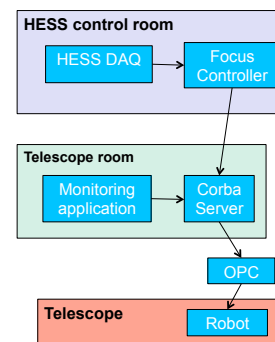 HESS control room
HESS DAQ
Focus
Controller
Telescope room
Monitoring
application
Corba
Server
OPC
Telescope
Robot